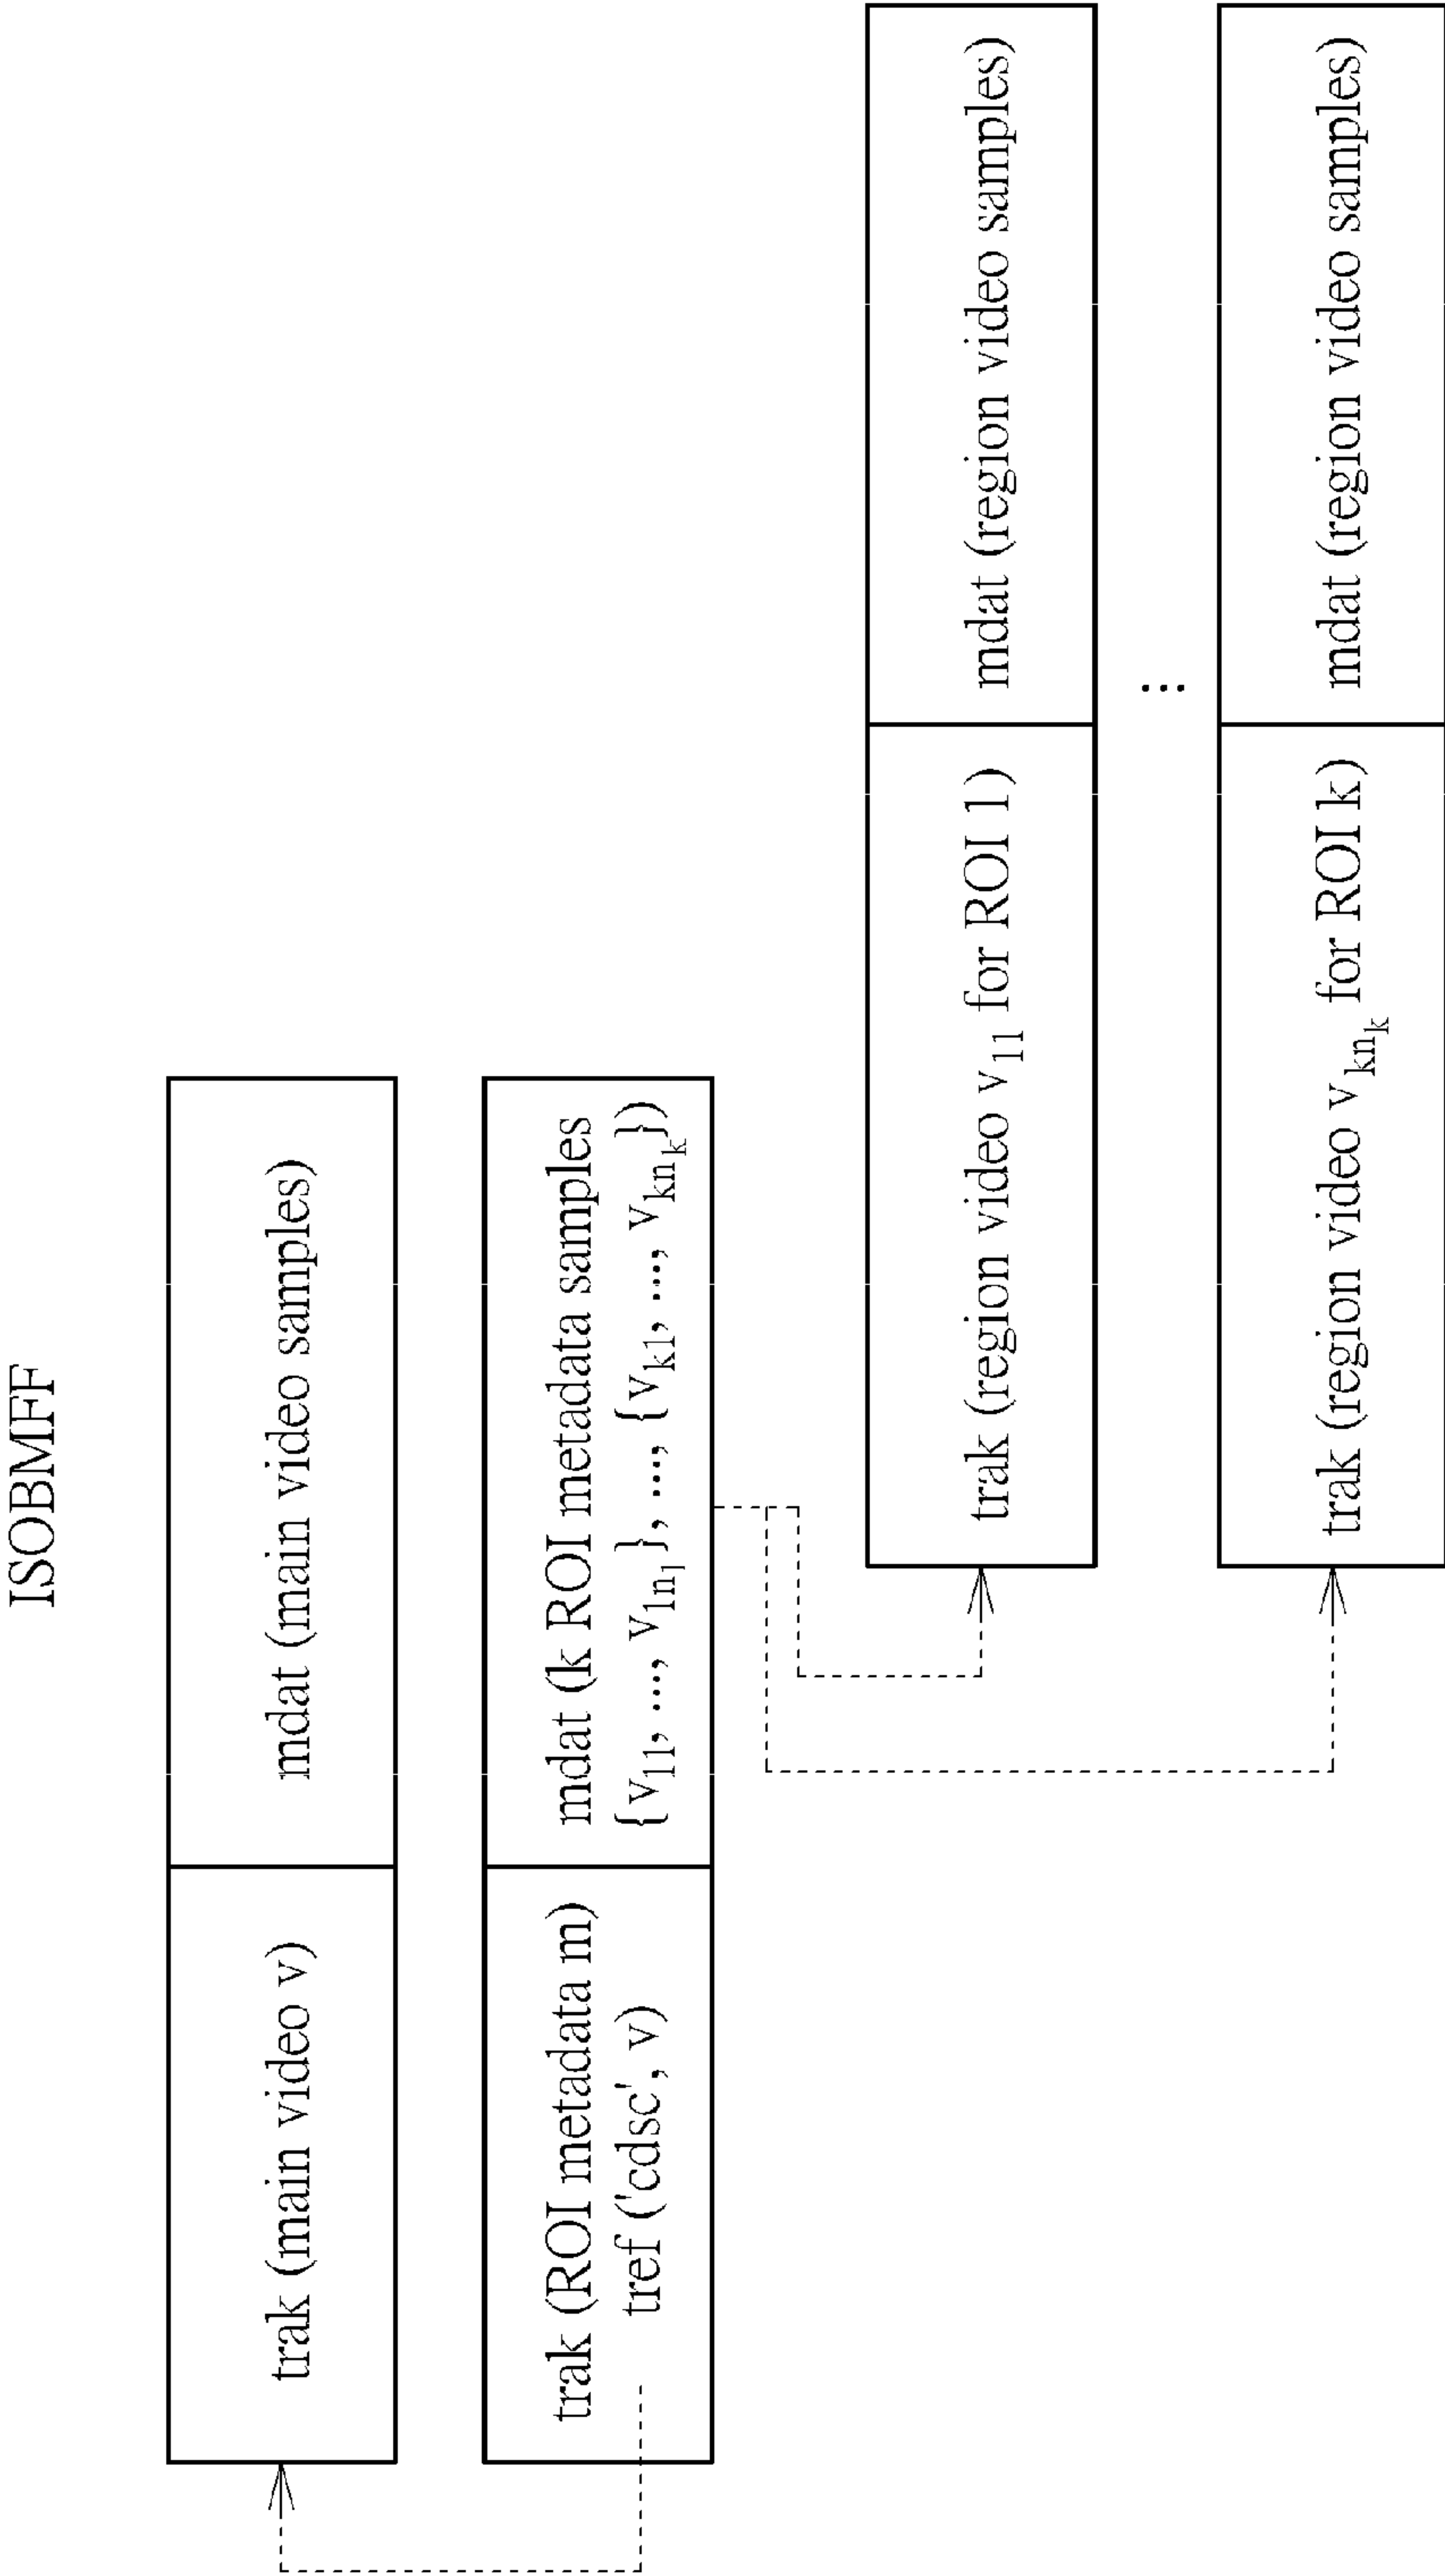 ISOBMFF
trak (main video v)
mdat (main video samples)
trak (ROI metadata m)
tref ('cdsc', v)
mdat (k ROI metadata samples
{v11, ..., v1n1}, ..., {vk1, ..., vknk})
trak (region video v11 for ROI 1)
mdat (region video samples)
...
trak (region video vknk for ROI k)
mdat (region video samples)